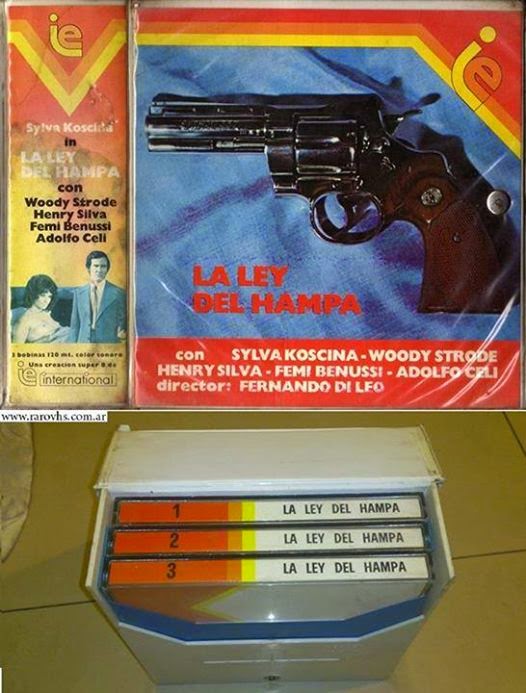 ie
Sylva Koscina
in
LA LEY
DEL HAMPA
con
Woody Strode
Henry Silva
Femi Benussi
Adolfo Celi
3 bobinas 120 mt. color sonoro
Una creacion super 8 de
ie international
ie
LA LEY
DEL HAMPA
con SYLVA KOSCINA - WOODY STRODE
HENRY SILVA - FEMI BENUSSI - ADOLFO CELI
director: FERNANDO DI LEO
www.rarovhs.com.ar
1 LA LEY DEL HAMPA
2 LA LEY DEL HAMPA
3 LA LEY DEL HAMPA